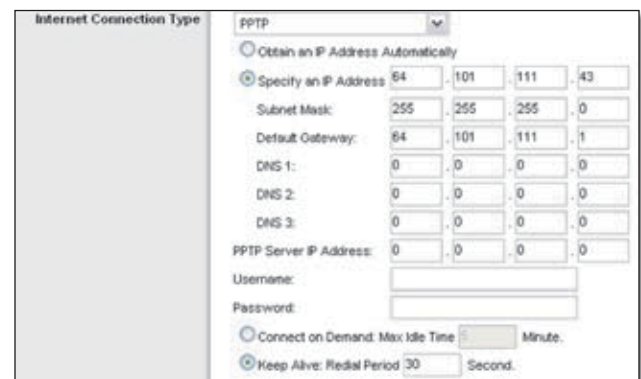 Internet Connection Type PPTP
Obtain an IP Address Automatically
Specify an IP Address 64 . 101 . 111 . 43
Subnet Mask: 255 . 255 . 255 . 0
Default Gateway: 64 . 101 . 111 . 1
DNS 1: 0 . 0 . 0 . 0
DNS 2: 0 . 0 . 0 . 0
DNS 3: 0 . 0 . 0 . 0
PPTP Server IP Address: 0 . 0 . 0 . 0
Username:
Password:
Connect on Demand: Max Idle Time 5 Minute.
Keep Alive: Redial Period 30 Second.